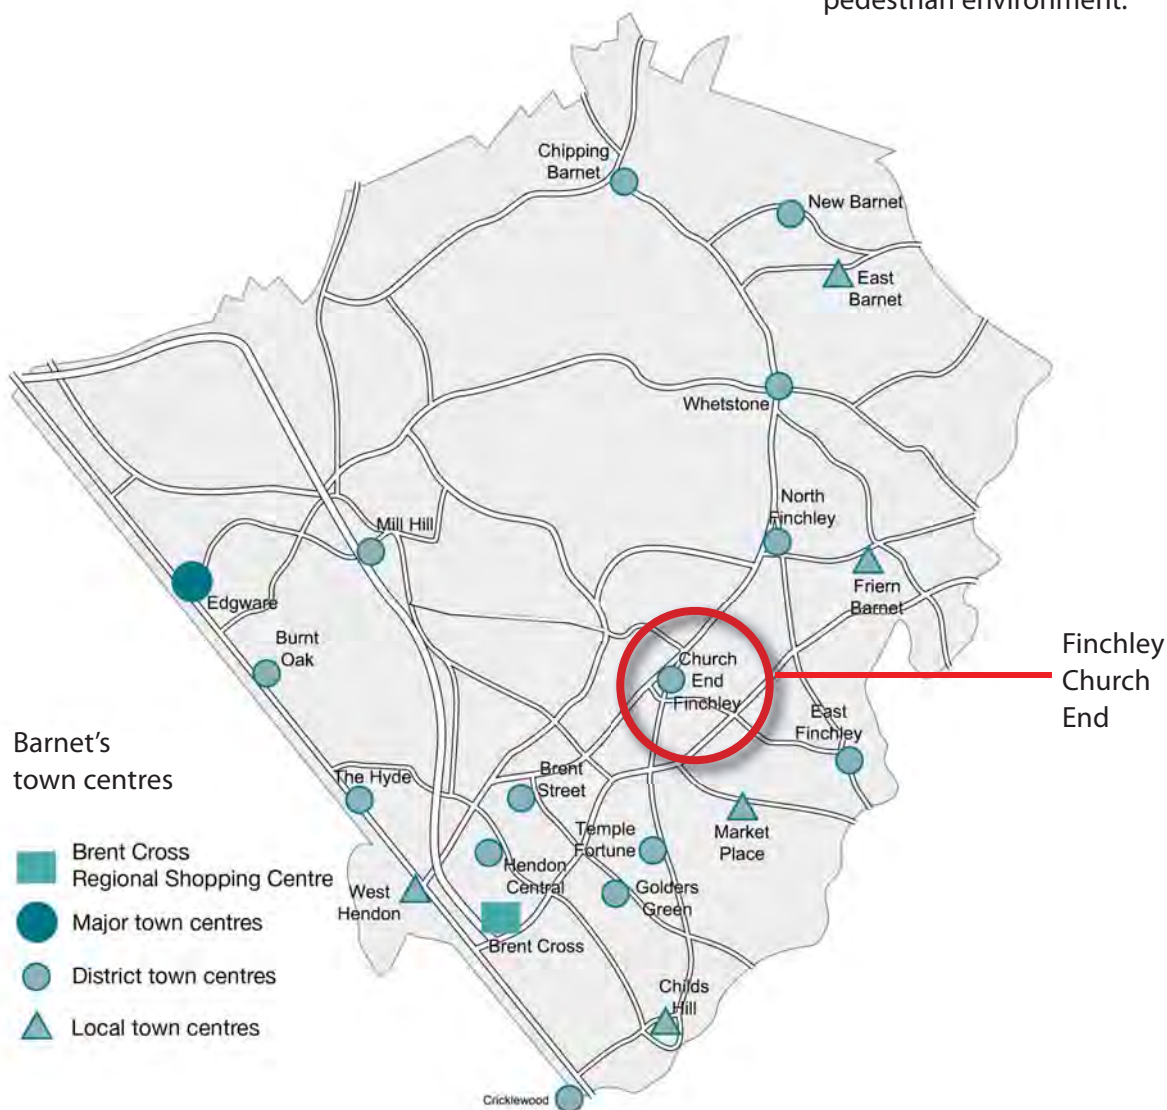 pedestrian environment.
Chipping
Barnet
New Barnet
East
Barnet
Whetstone
North
Finchley
Mill Hill
Friern
Barnet
Edgware
Burnt
Oak
Church
End
Finchley
Finchley
Church
End
East
Finchley
Barnet's
town centres
The Hyde
Brent
Street
Temple
Fortune
Market
Place
Hendon
Central
Golders
Green
West
Hendon
Brent Cross
Childs
Hill
Cricklewood
Brent Cross
Regional Shopping Centre
Major town centres
District town centres
Local town centres